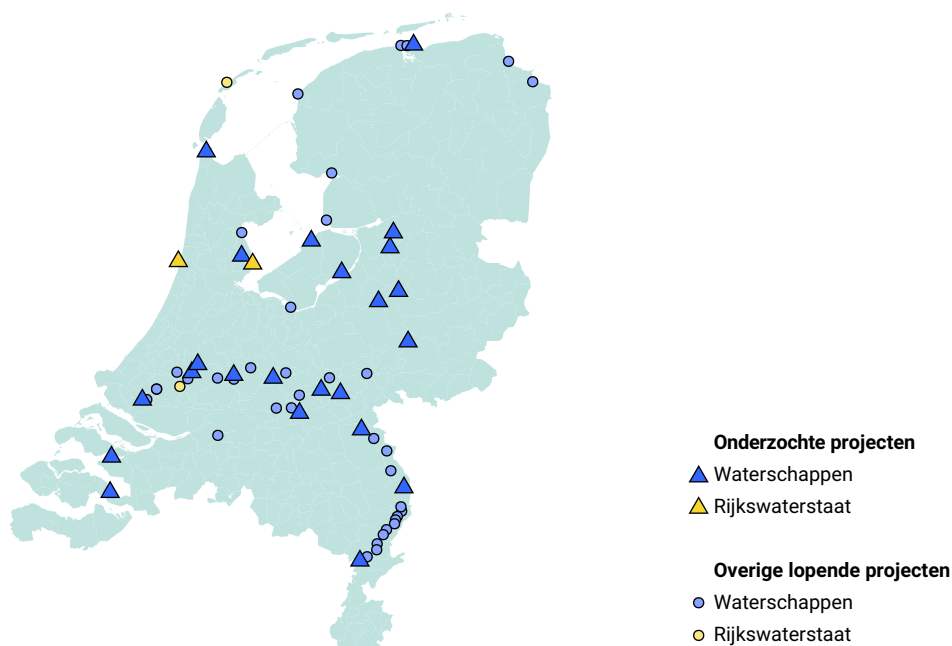 Onderzochte projecten
Waterschappen
Rijkswaterstaat
Overige lopende projecten
Waterschappen
Rijkswaterstaat